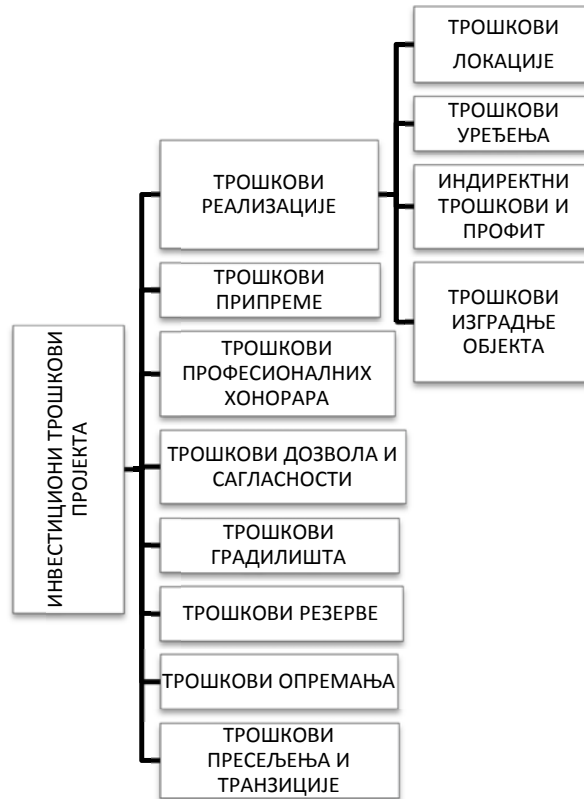 ИНВЕСТИЦИОНИ ТРОШКОВИ
ПРОЈЕКТА
ТРОШКОВИ
РЕАЛИЗАЦИЈЕ
ТРОШКОВИ
ЛОКАЦИЈЕ
ТРОШКОВИ
УРЕЂЕЊА
ИНДИРЕКТНИ
ТРОШКОВИ И
ПРОФИТ
ТРОШКОВИ
ИЗГРАДЊЕ
ОБЈЕКТА
ТРОШКОВИ
ПРИПРЕМЕ
ТРОШКОВИ
ПРОФЕСИОНАЛНИХ
ХОНОРАРА
ТРОШКОВИ ДОЗВОЛА И
САГЛАСНОСТИ
ТРОШКОВИ
ГРАДИЛИШТА
ТРОШКОВИ РЕЗЕРВЕ
ТРОШКОВИ ОПРЕМАЊА
ТРОШКОВИ
ПРЕСЕЉЕЊА И
ТРАНЗИЦИЈЕ